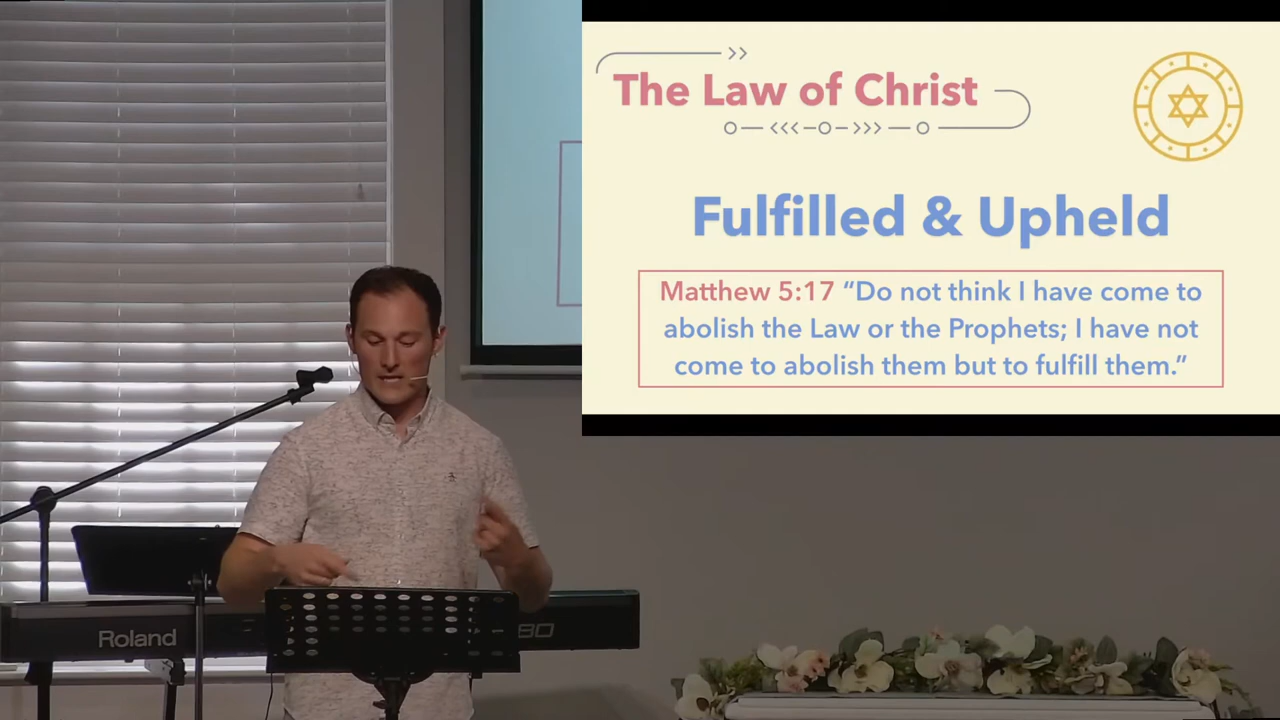 The Law of Christ
Fulfilled & Upheld
Matthew 5:17 “Do not think I have come to
abolish the Law or the Prophets; I have not
come to abolish them but to fulfill them.”
Roland
80